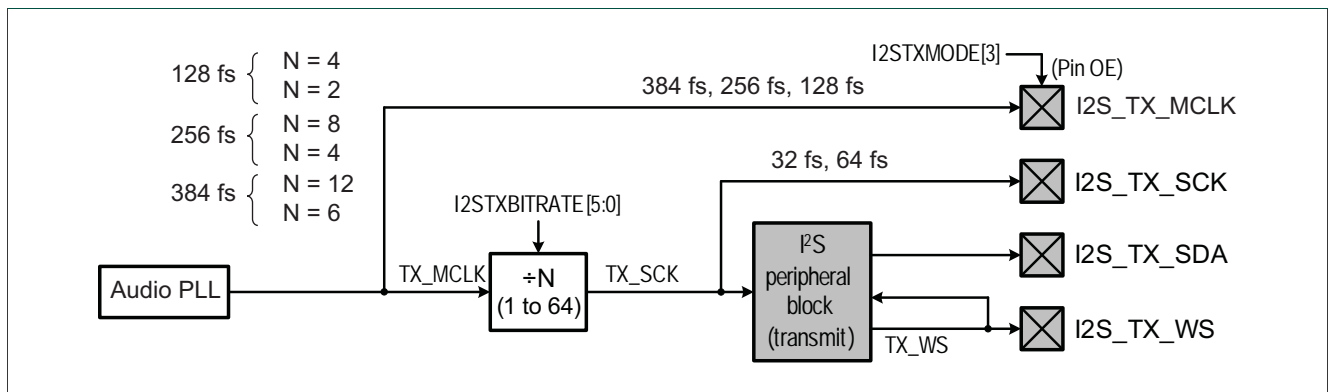 128 fs
N = 4
N = 2
256 fs
N = 8
N = 4
384 fs
N = 12
N = 6
I2STXMODE[3]
(Pin OE)
384 fs, 256 fs, 128 fs
I2S_TX_MCLK
32 fs, 64 fs
I2S_TX_SCK
I2STXBITRATE[5:0]
Audio PLL
TX_MCLK
÷N
(1 to 64)
TX_SCK
I²S
peripheral
block
(transmit)
I2S_TX_SDA
TX_WS
I2S_TX_WS